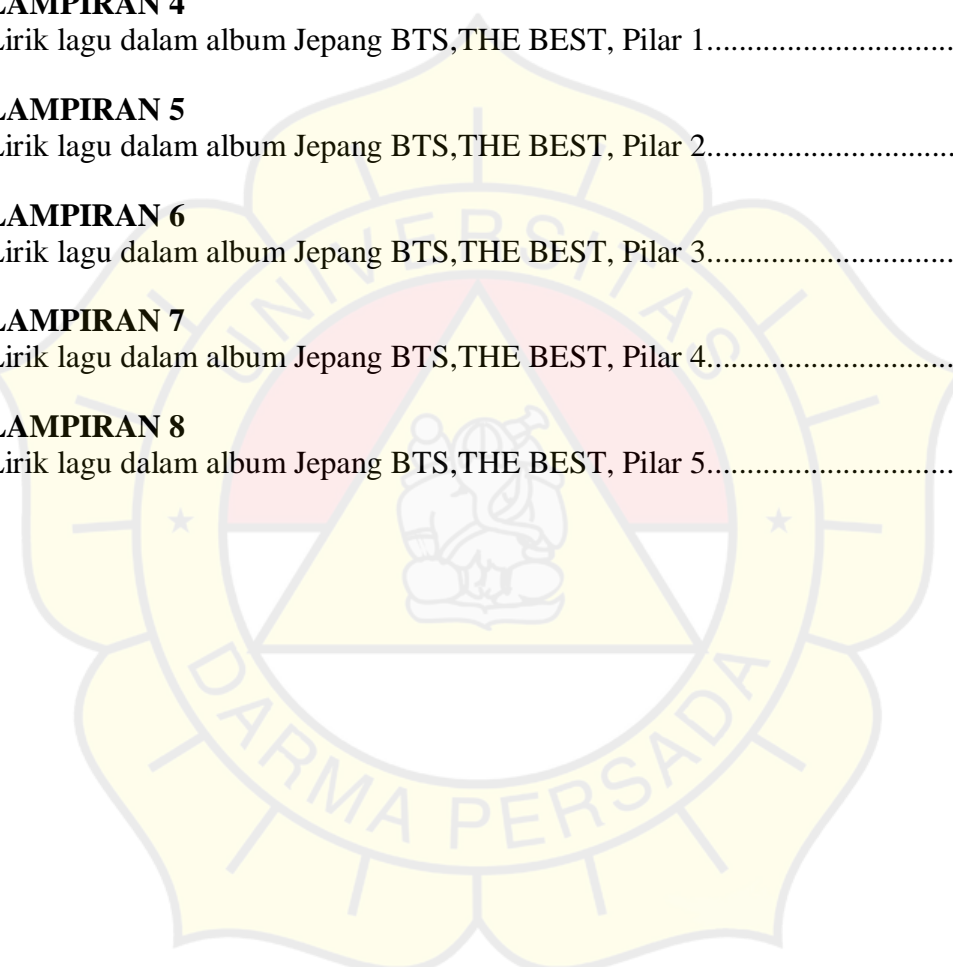 LAMPIRAN 4
Lirik lagu dalam album Jepang BTS,THE BEST, Pilar 1..............................
LAMPIRAN 5
Lirik lagu dalam album Jepang BTS,THE BEST, Pilar 2..............................
LAMPIRAN 6
Lirik lagu dalam album Jepang BTS,THE BEST, Pilar 3..............................
LAMPIRAN 7
Lirik lagu dalam album Jepang BTS,THE BEST, Pilar 4..............................
LAMPIRAN 8
Lirik lagu dalam album Jepang BTS,THE BEST, Pilar 5..............................
UNIVERSITAS
DARMA PERSADA